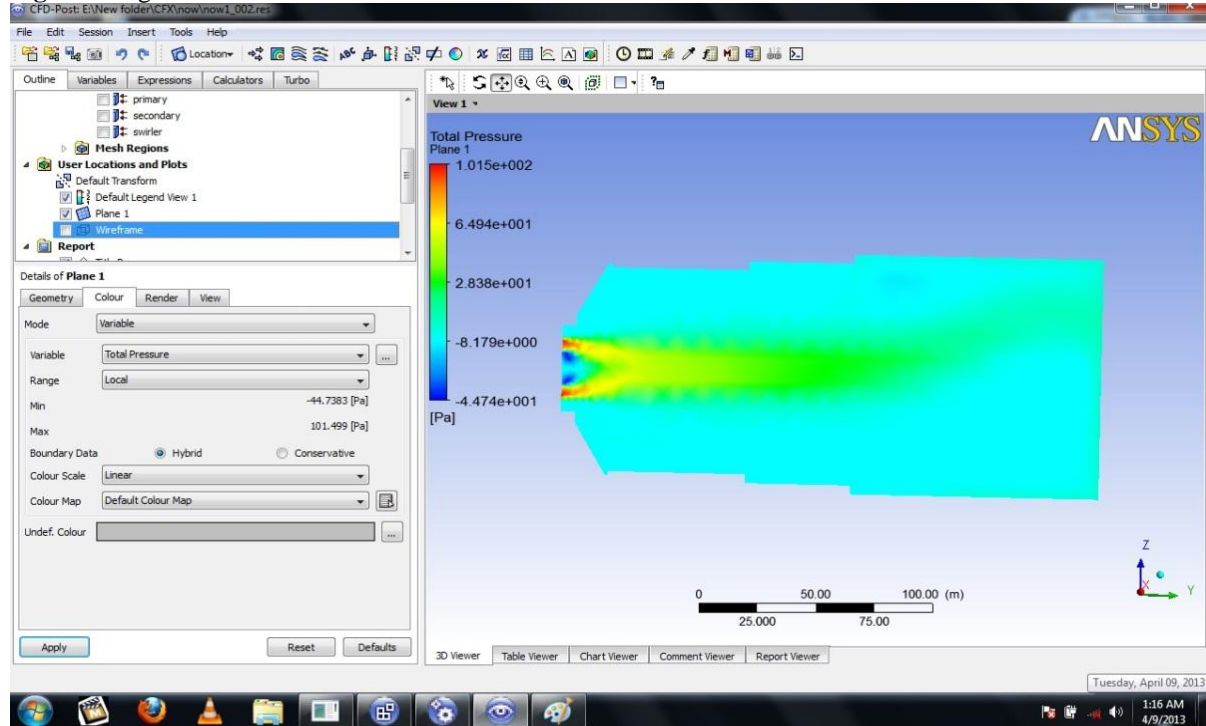 CFD-Post: E:\New folder\CFX\now\now1_002.res
File Edit Session Insert Tools Help
Location
Outline Variables Expressions Calculators Turbo
primary
secondary
swirler
Mesh Regions
User Locations and Plots
Default Transform
Default Legend View 1
Plane 1
Wireframe
Report
Details of Plane 1
Geometry Colour Render View
Mode Variable
Variable Total Pressure ...
Range Local
Min -44.7383 [Pa]
Max 101.499 [Pa]
Boundary Data Hybrid Conservative
Colour Scale Linear
Colour Map Default Colour Map
Undef. Colour ...
Apply Reset Defaults
View 1
ANSYS
Total Pressure
Plane 1
1.015e+002
6.494e+001
2.838e+001
-8.179e+000
-4.474e+001
[Pa]
Z
X
Y
0 50.00 100.00 (m)
25.000 75.00
3D Viewer Table Viewer Chart Viewer Comment Viewer Report Viewer
Tuesday, April 09, 2013
1:16 AM
4/9/2013